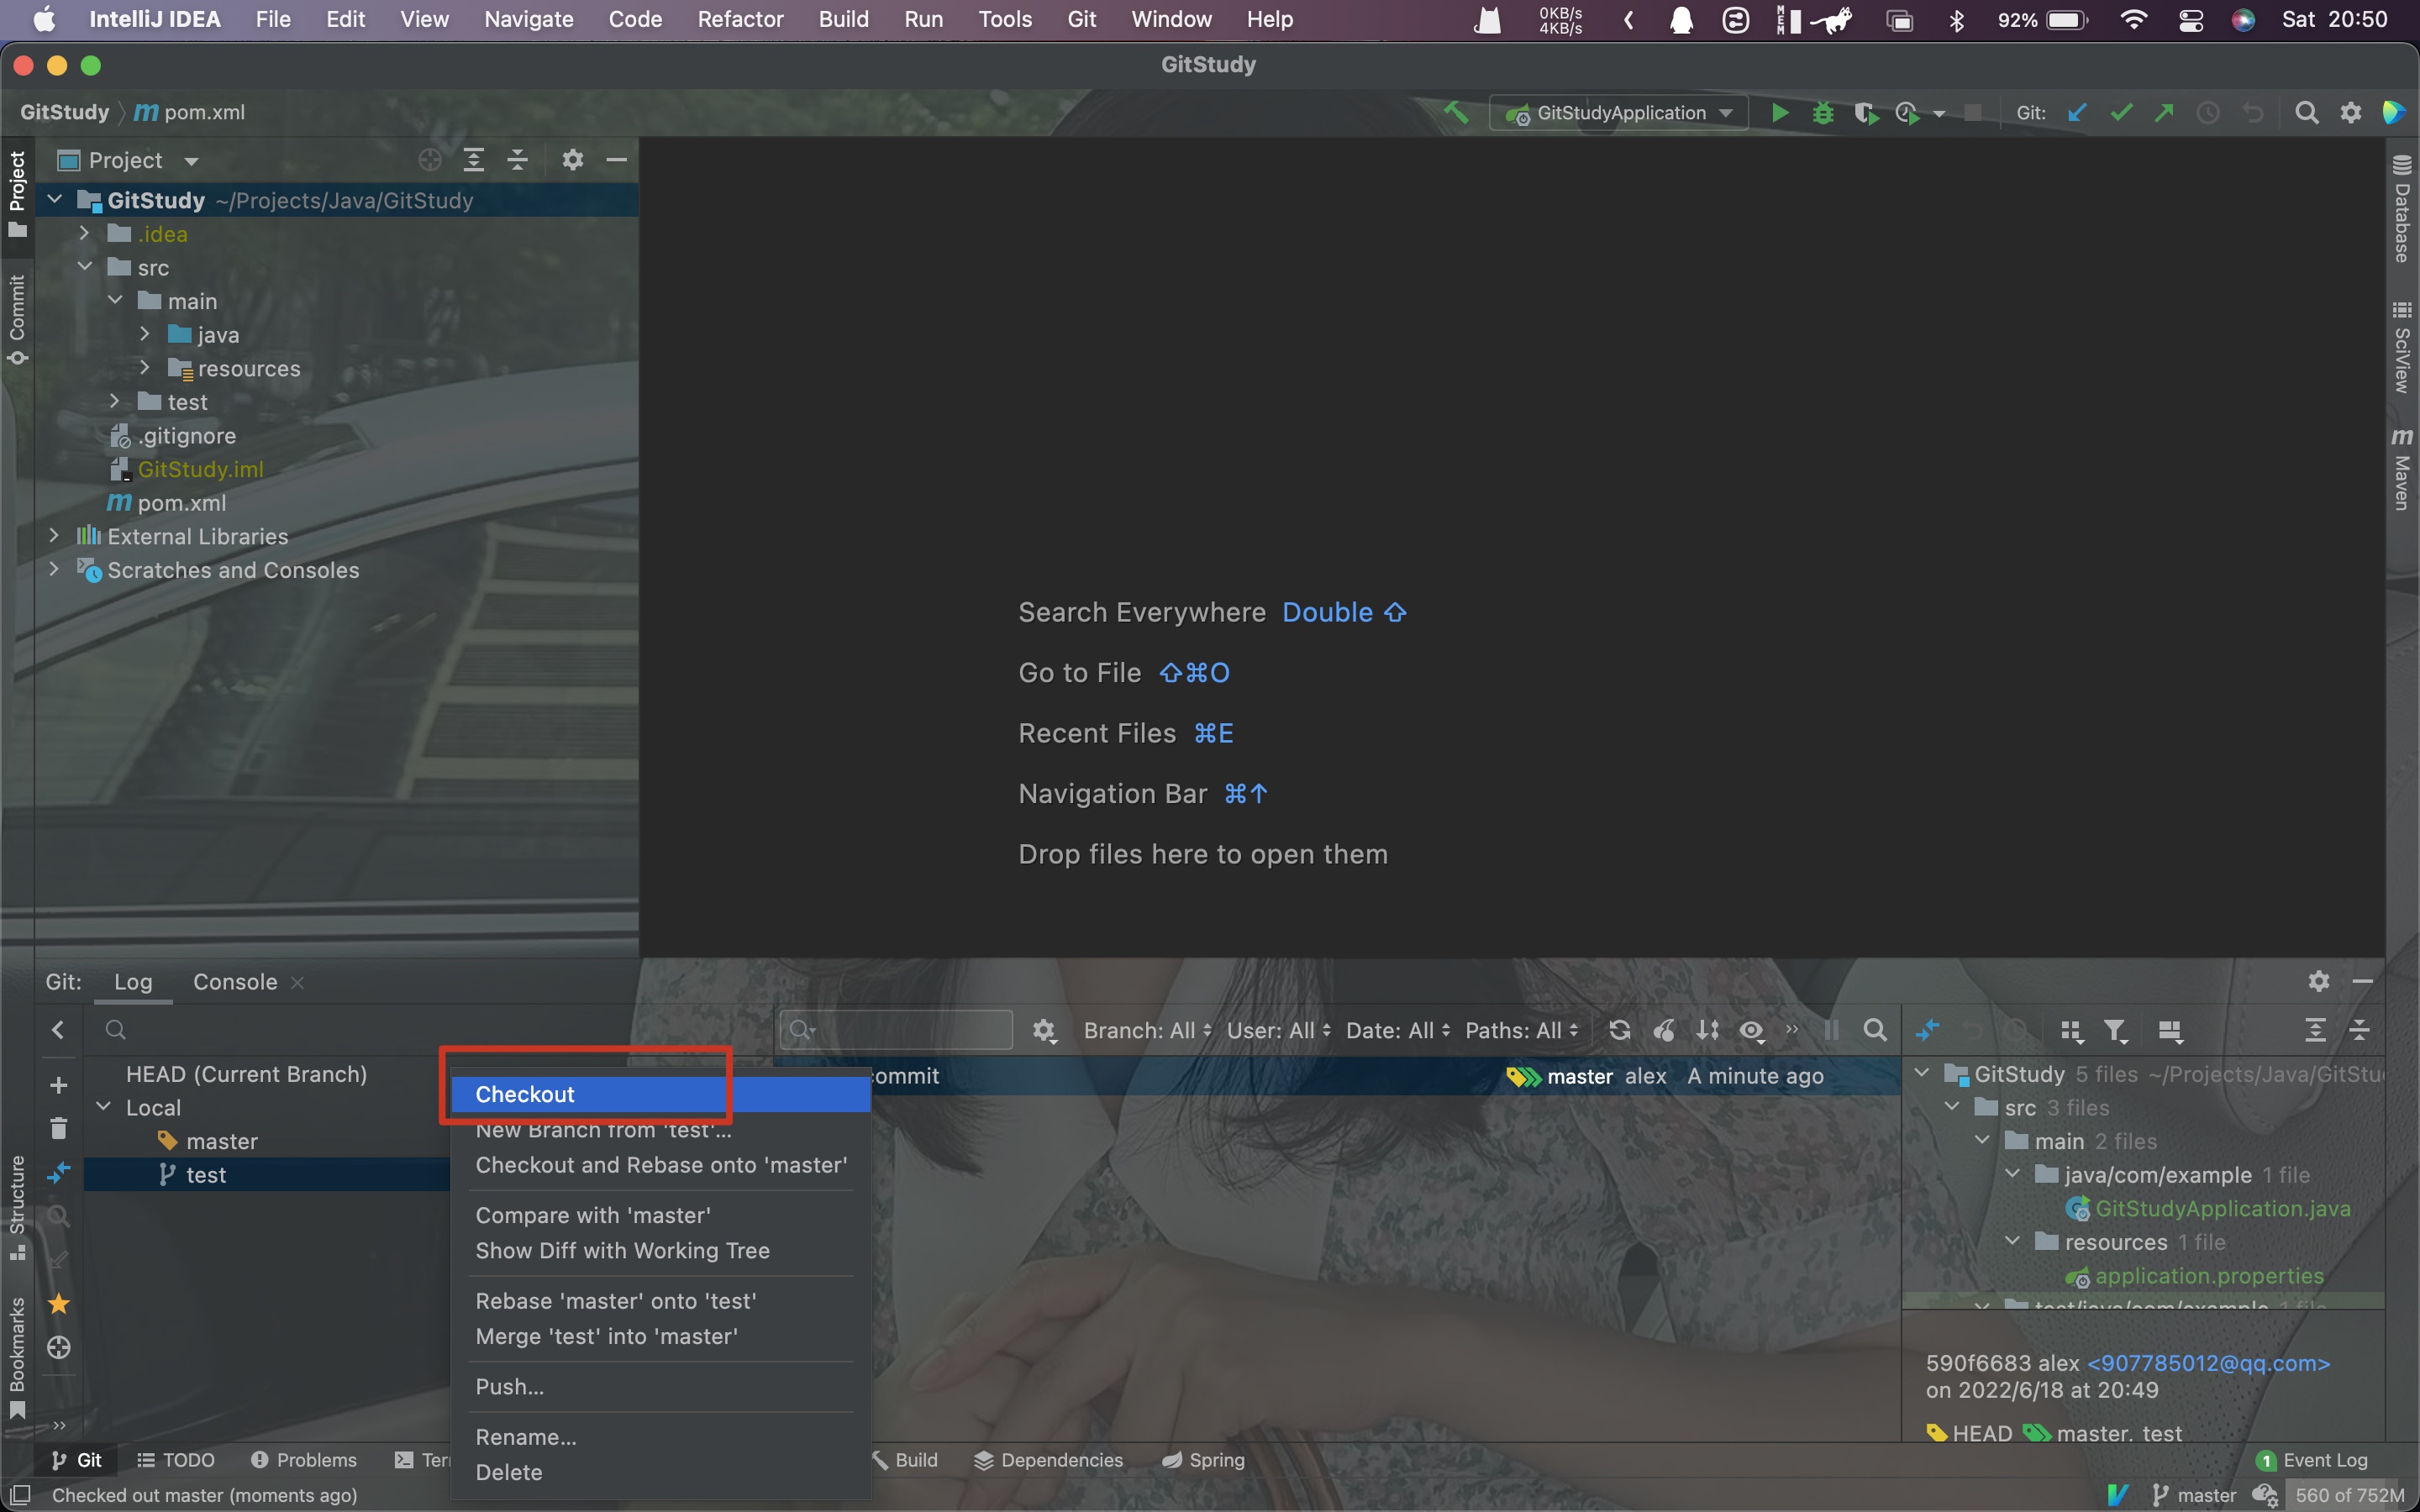 IntelliJ IDEA File Edit View Navigate Code Refactor Build Run Tools Git Window Help 0KB/s 4KB/s MEM 92% Sat 20:50
GitStudy
GitStudy pom.xml GitStudyApplication Git:
Project
Project
Commit
GitStudy ~/Projects/Java/GitStudy
.idea
src
main
java
resources
test
.gitignore
GitStudy.iml
pom.xml
External Libraries
Scratches and Consoles
Search Everywhere Double ⇧
Go to File ⇧⌘O
Recent Files ⌘E
Navigation Bar ⌘↑
Drop files here to open them
Database
SciView
Maven
Git: Log Console
Branch: All User: All Date: All Paths: All
HEAD (Current Branch)
Local
master
test
Structure
Bookmarks
Checkout
New Branch from 'test'...
Checkout and Rebase onto 'master'
Compare with 'master'
Show Diff with Working Tree
Rebase 'master' onto 'test'
Merge 'test' into 'master'
Push...
Rename...
Delete
ommit master alex A minute ago
GitStudy 5 files ~/Projects/Java/GitStu
src 3 files
main 2 files
java/com/example 1 file
GitStudyApplication.java
resources 1 file
application.properties
test/java/com/example 1 file
590f6683 alex <907785012@qq.com>
on 2022/6/18 at 20:49
HEAD master, test
Git TODO Problems Ter Build Dependencies Spring 1 Event Log
Checked out master (moments ago) master 560 of 752M